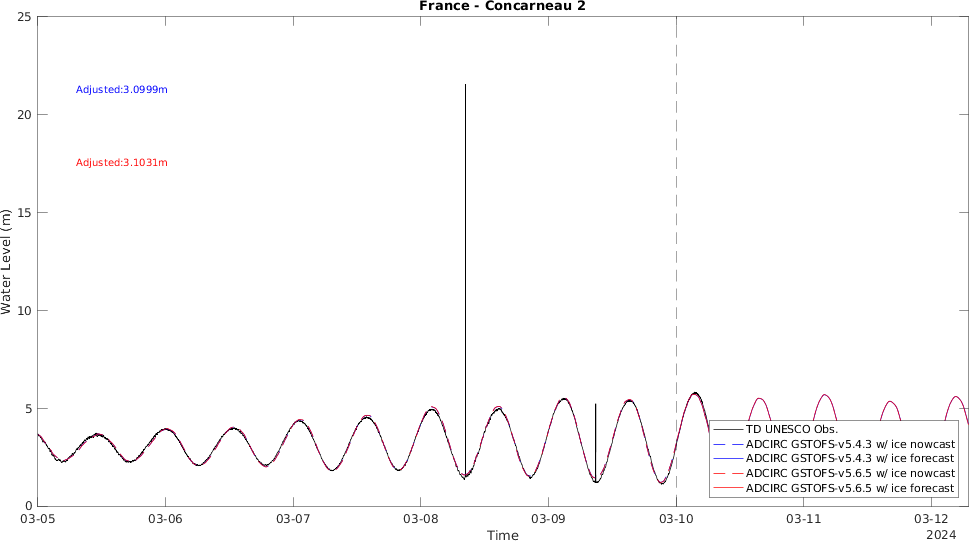 France - Concarneau 2
25
20
15
10
5
0
Water Level (m)
Adjusted:3.0999m
Adjusted:3.1031m
TD UNESCO Obs.
ADCIRC GSTOFS-v5.4.3 w/ ice nowcast
ADCIRC GSTOFS-v5.4.3 w/ ice forecast
ADCIRC GSTOFS-v5.6.5 w/ ice nowcast
ADCIRC GSTOFS-v5.6.5 w/ ice forecast
03-05 03-06 03-07 03-08 03-09 03-10 03-11 03-12
Time
2024